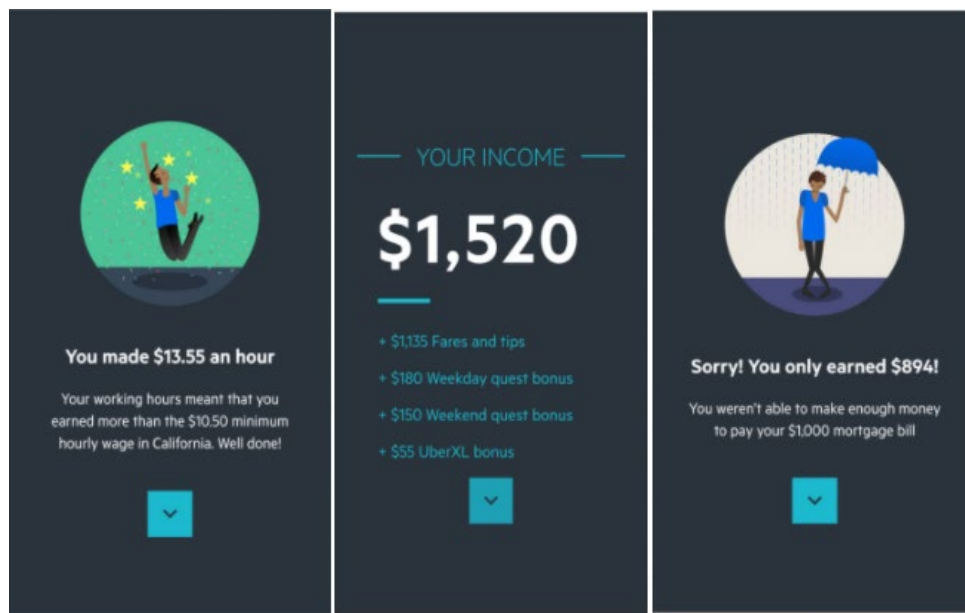 You made $13.55 an hour
Your working hours meant that you
earned more than the $10.50 minimum
hourly wage in California. Well done!
YOUR INCOME
$1,520
+ $1,135 Fares and tips
+ $180 Weekday quest bonus
+ $150 Weekend quest bonus
+ $55 UberXL bonus
Sorry! You only earned $894!
You weren't able to make enough money
to pay your $1,000 mortgage bill